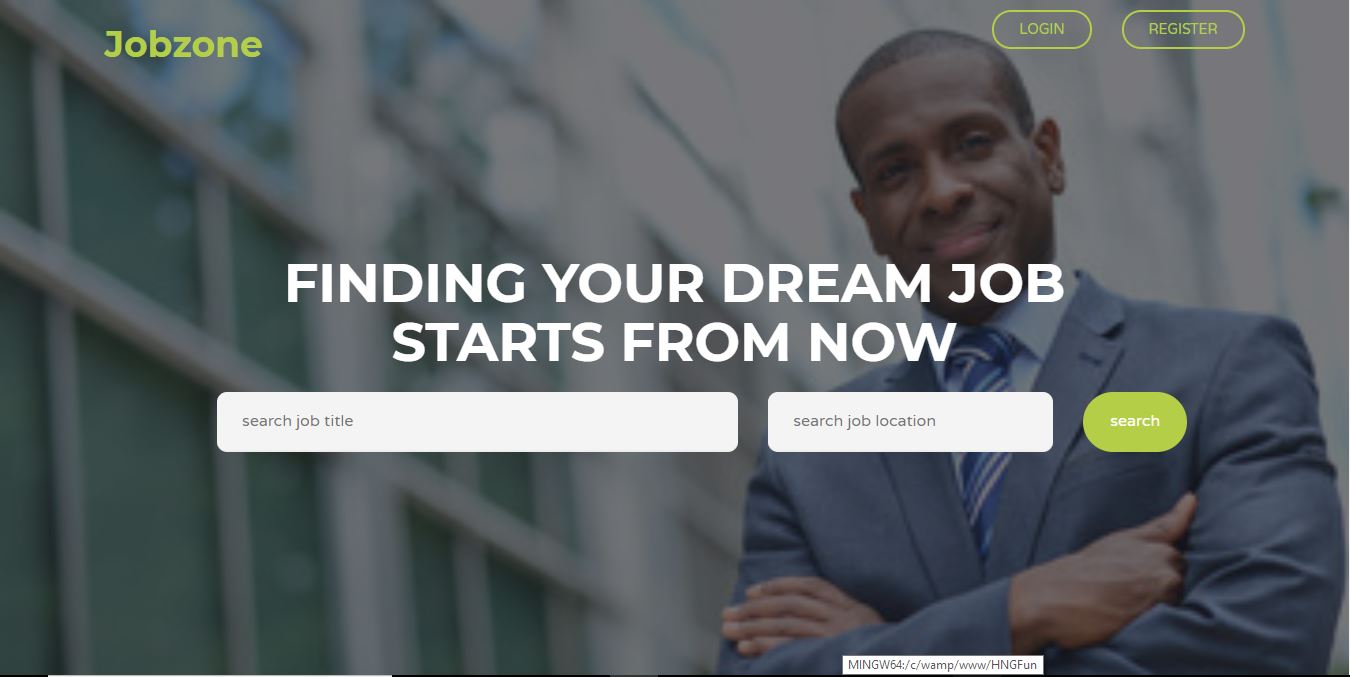 Jobzone
LOGIN
REGISTER
FINDING YOUR DREAM JOB
STARTS FROM NOW
search job title
search job location
search
MINGW64:/c/wamp/www/HNGFun